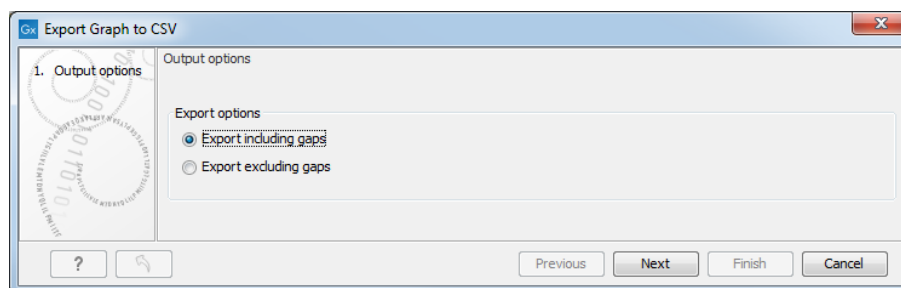 Gx Export Graph to CSV
1. Output options
Output options
Export options
Export including gaps
Export excluding gaps
?
Previous
Next
Finish
Cancel